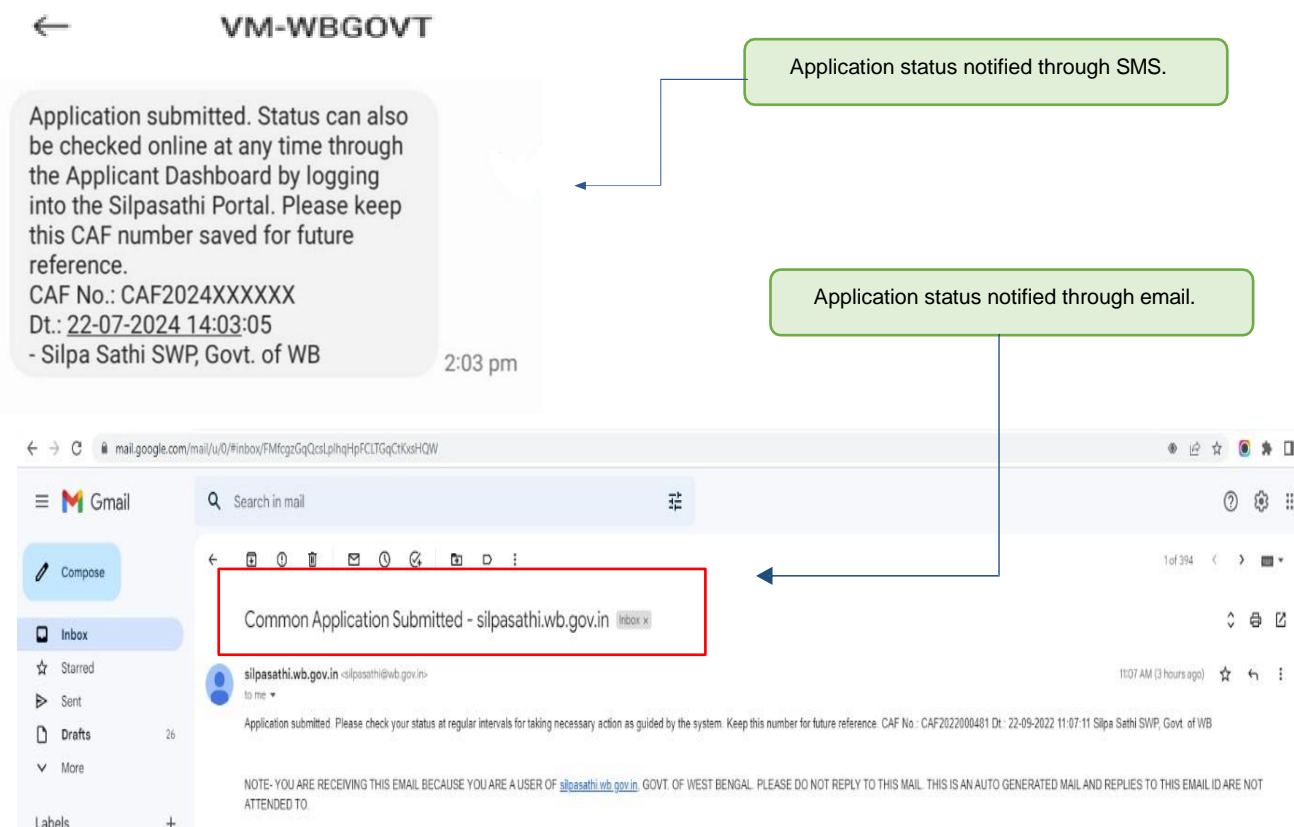 VM-WBGOVT
Application status notified through SMS.
Application submitted. Status can also
be checked online at any time through
the Applicant Dashboard by logging
into the Silpasathi Portal. Please keep
this CAF number saved for future
reference.
CAF No.: CAF2024XXXXXX
Dt.: 22-07-2024 14:03:05
- Silpa Sathi SWP, Govt. of WB
2:03 pm
Application status notified through email.
Gmail
Search in mail
Compose
1 of 394
Common Application Submitted - silpasathi.wb.gov.in Inbox x
Inbox
Starred
silpasathi.wb.gov.in <silpasathi@wb.gov.in>
11:07 AM (3 hours ago)
to me
Sent
Application submitted. Please check your status at regular intervals for taking necessary action as guided by the system. Keep this number for future reference. CAF No.: CAF2022000481 Dt.: 22-09-2022 11:07:11 Silpa Sathi SWP, Govt. of WB
Drafts 26
More
NOTE- YOU ARE RECEIVING THIS EMAIL BECAUSE YOU ARE A USER OF silpasathi.wb.gov.in, GOVT. OF WEST BENGAL. PLEASE DO NOT REPLY TO THIS MAIL. THIS IS AN AUTO GENERATED MAIL AND REPLIES TO THIS EMAIL ID ARE NOT
ATTENDED TO.
Labels +